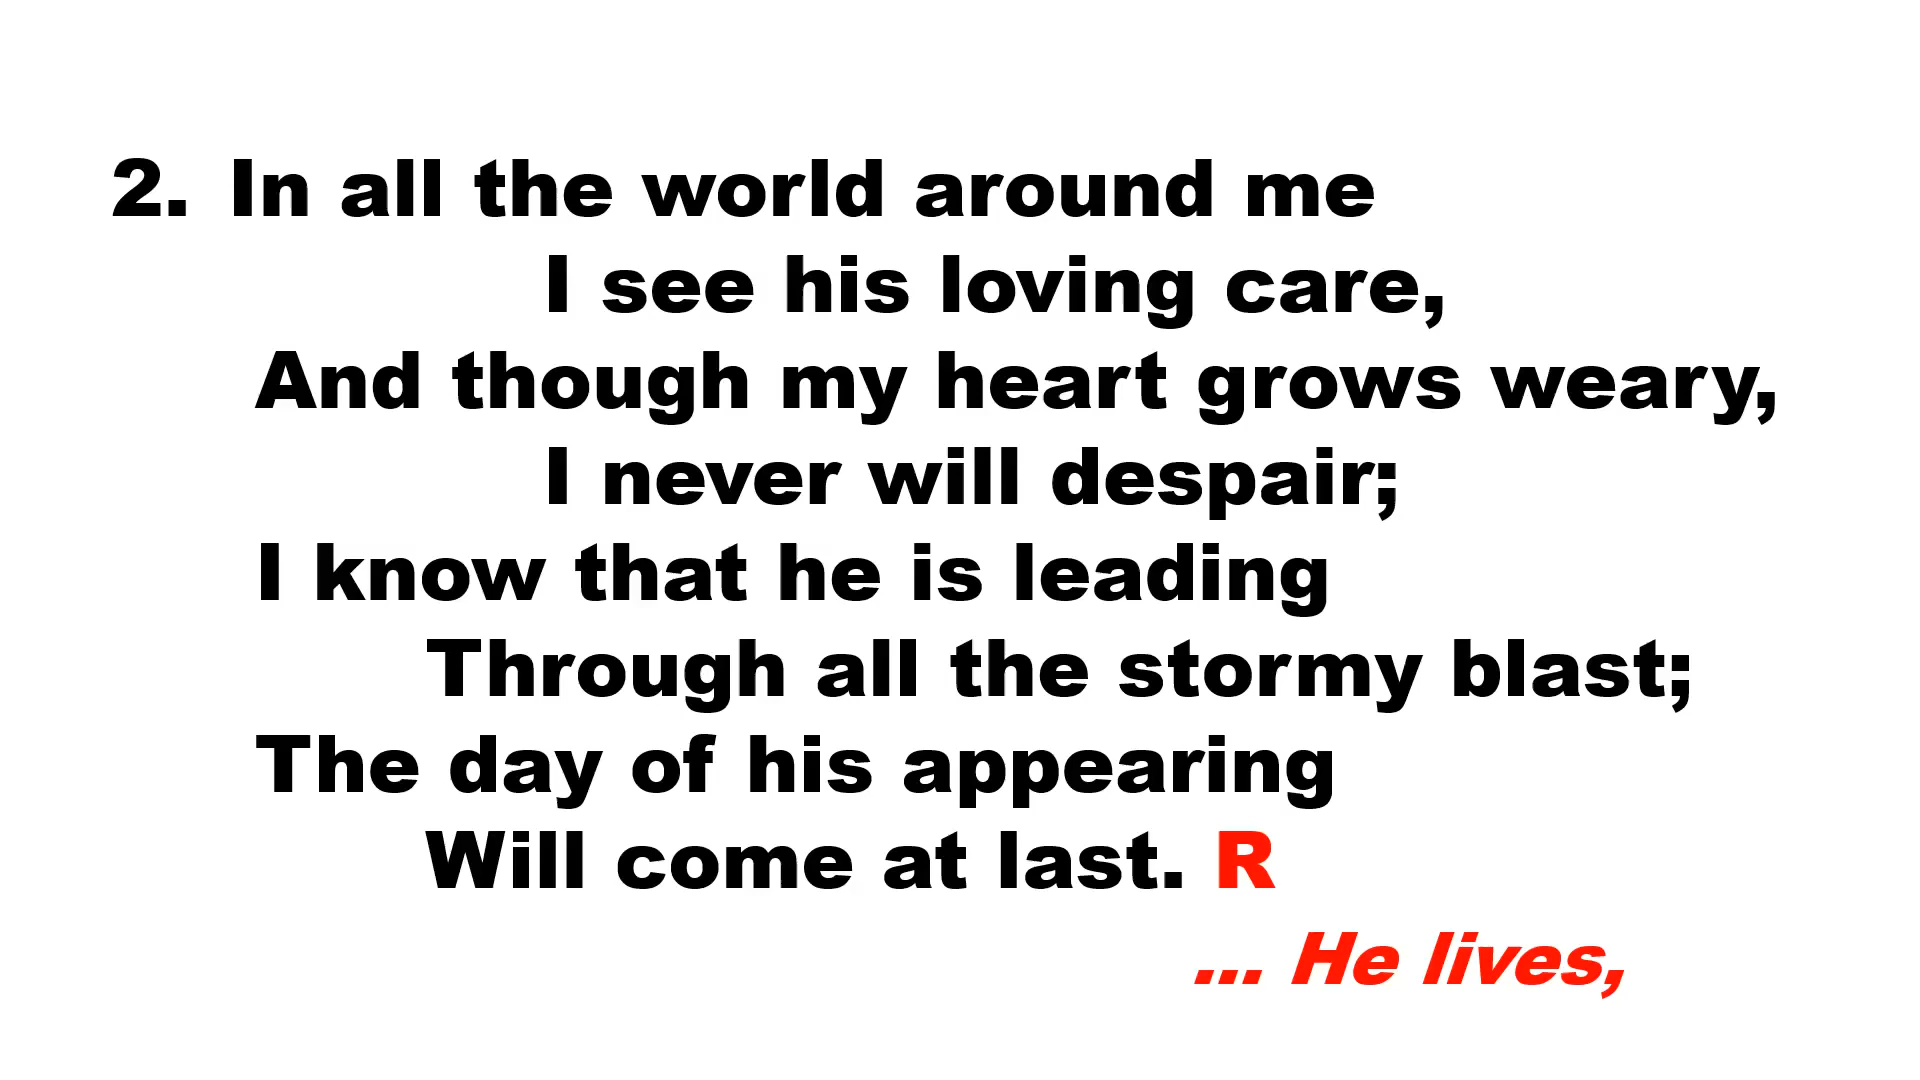 2. In all the world around me
I see his loving care,
And though my heart grows weary,
I never will despair;
I know that he is leading
Through all the stormy blast;
The day of his appearing
Will come at last. R
... He lives,